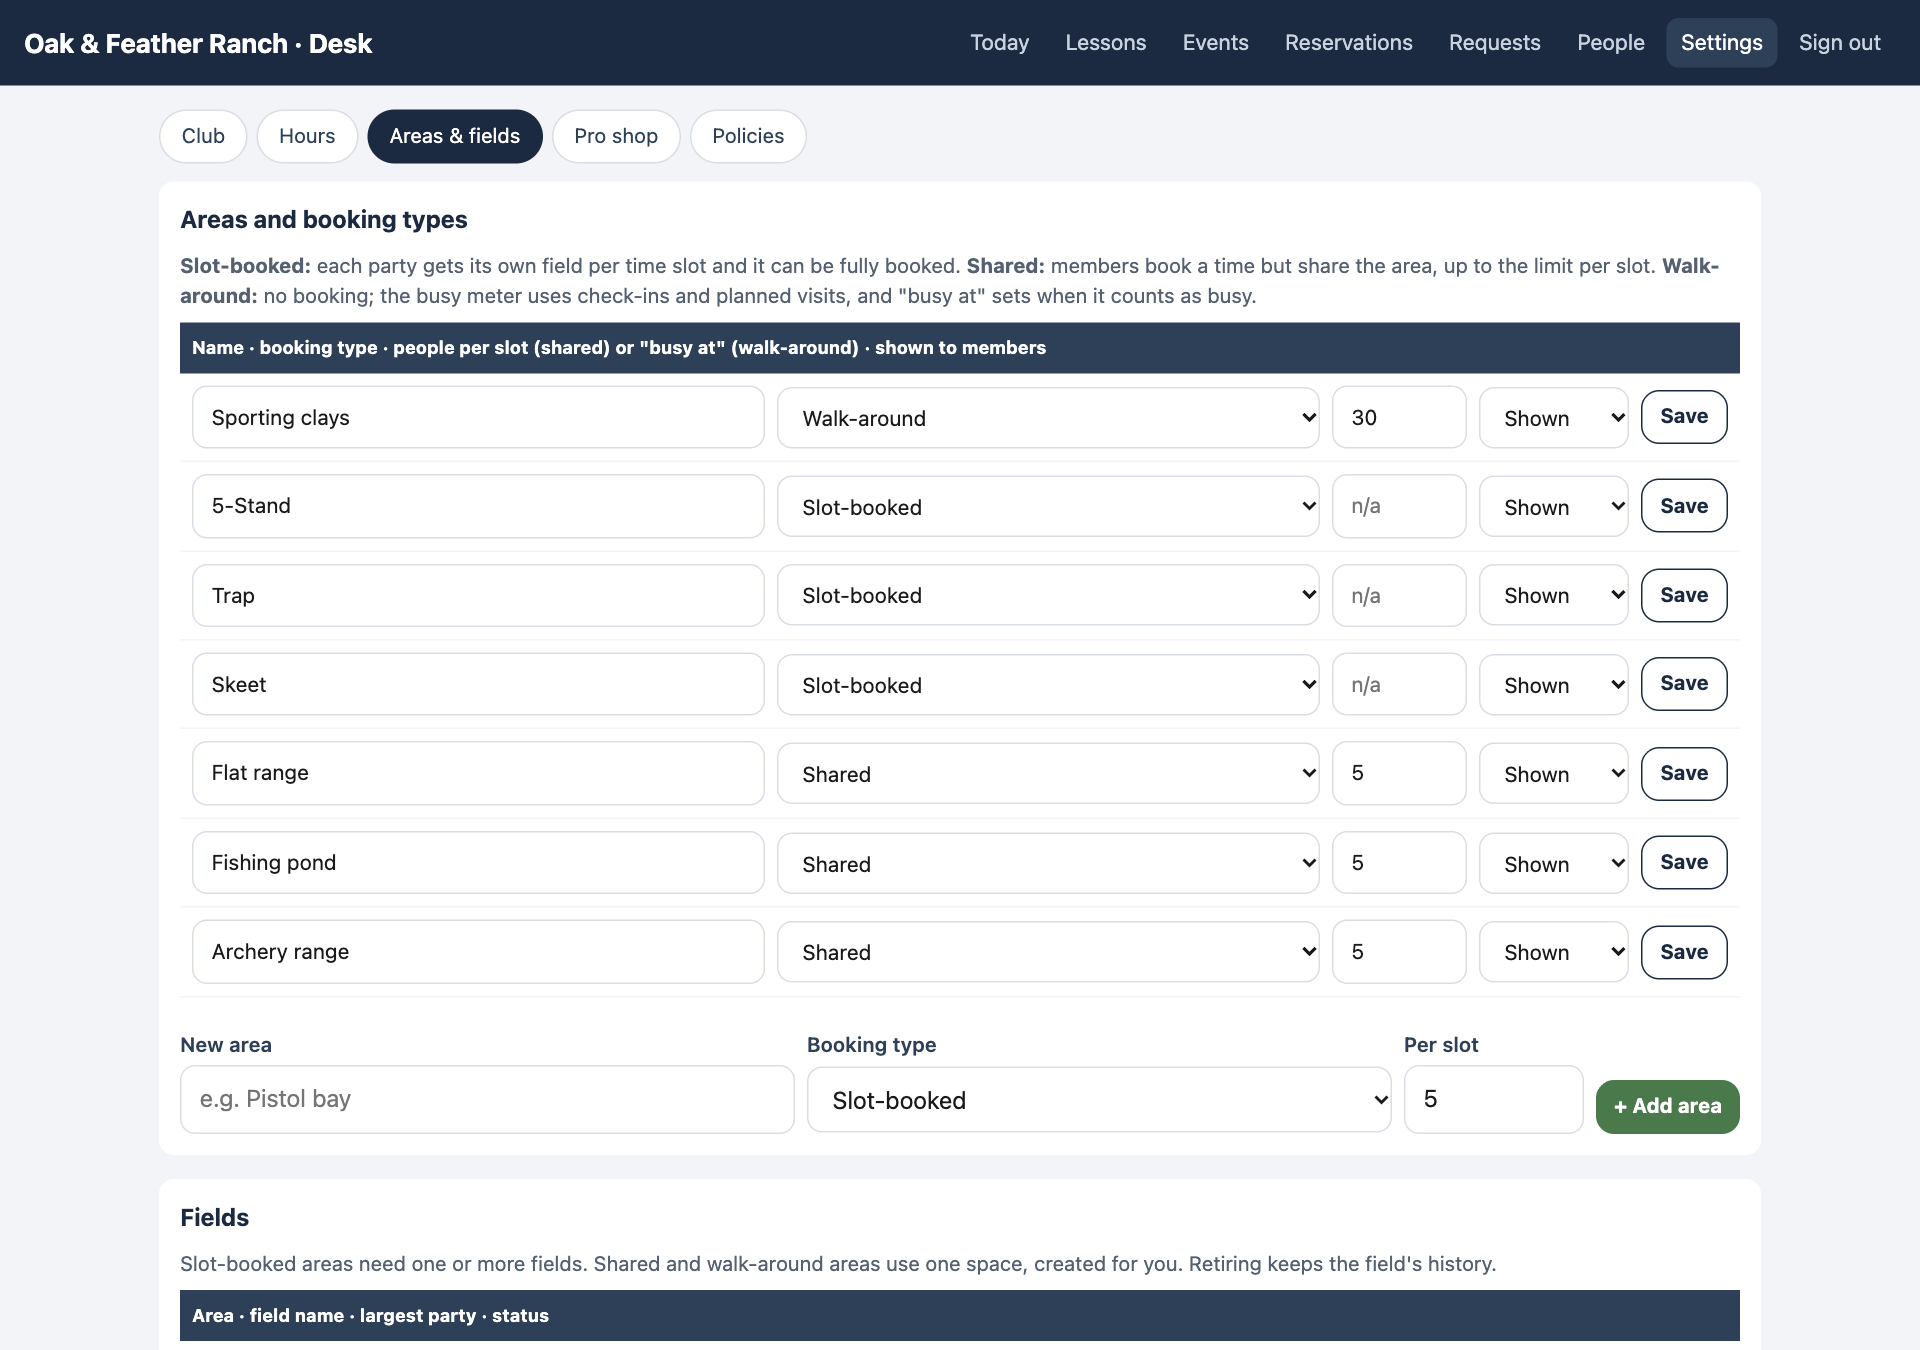 Oak & Feather Ranch · Desk
Today Lessons Events Reservations Requests People Settings Sign out
Club Hours Areas & fields Pro shop Policies
Areas and booking types
Slot-booked: each party gets its own field per time slot and it can be fully booked. Shared: members book a time but share the area, up to the limit per slot. Walk-
around: no booking; the busy meter uses check-ins and planned visits, and "busy at" sets when it counts as busy.
Name · booking type · people per slot (shared) or "busy at" (walk-around) · shown to members
Sporting clays Walk-around 30 Shown Save
5-Stand Slot-booked n/a Shown Save
Trap Slot-booked n/a Shown Save
Skeet Slot-booked n/a Shown Save
Flat range Shared 5 Shown Save
Fishing pond Shared 5 Shown Save
Archery range Shared 5 Shown Save
New area Booking type Per slot
e.g. Pistol bay Slot-booked 5 + Add area
Fields
Slot-booked areas need one or more fields. Shared and walk-around areas use one space, created for you. Retiring keeps the field's history.
Area · field name · largest party · status